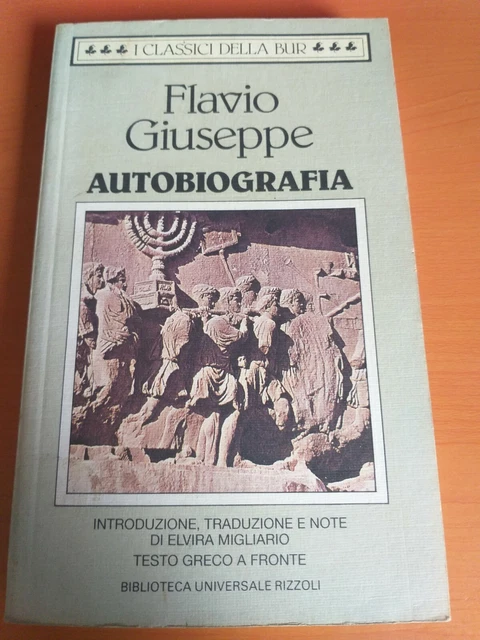 I CLASSICI DELLA BUR
Flavio
Giuseppe
AUTOBIOGRAFIA
INTRODUZIONE, TRADUZIONE E NOTE
DI ELVIRA MIGLIARIO
TESTO GRECO A FRONTE
BIBLIOTECA UNIVERSALE RIZZOLI